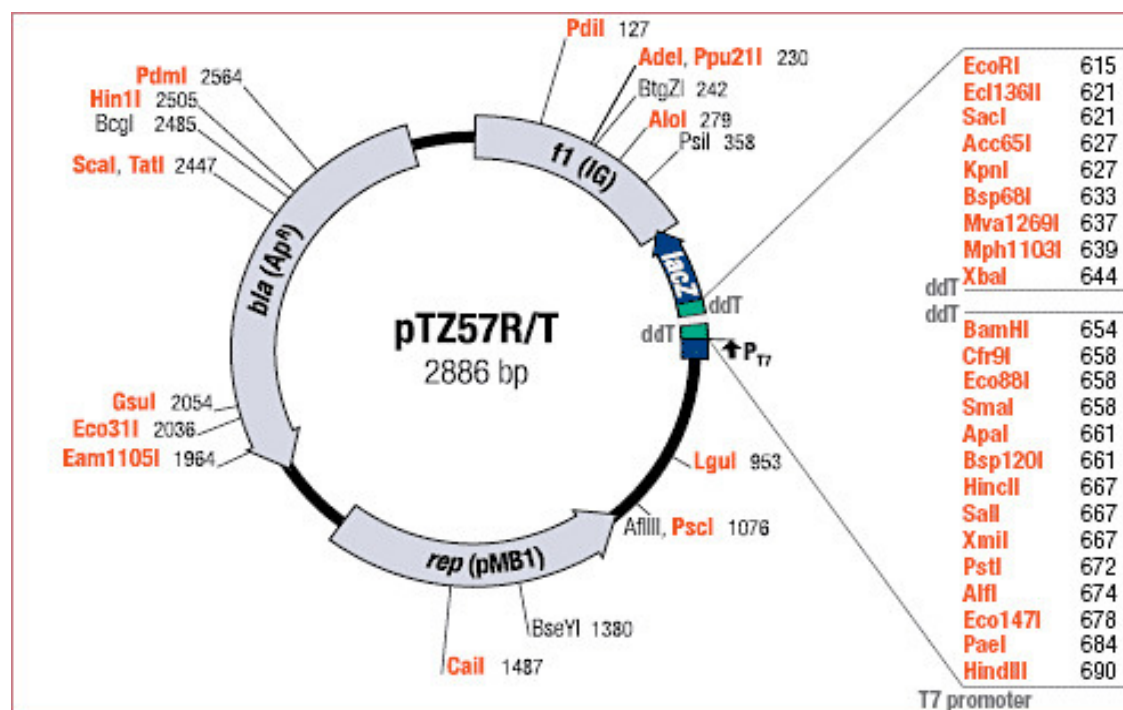 PdiI 127
AdeI, Ppu21I 230
BtgZI 242
AloI 279
PsiI 358
PdmI 2564
Hin1I 2505
BcgI 2485
ScaI, TatI 2447
GsuI 2054
Eco31I 2036
Eam1105I 1964
f1 (IG)
lacZ
bla (ApR)
rep (pMB1)
ddT
ddT
PT7
pTZ57R/T
2886 bp
LguI 953
AflIII, PscI 1076
BseYI 1380
CaiI 1487
EcoRI 615
Ecl136II 621
SacI 621
Acc65I 627
KpnI 627
Bsp68I 633
Mva1269I 637
Mph1103I 639
XbaI 644
ddT
ddT
BamHI 654
Cfr9I 658
Eco88I 658
SmaI 658
ApaI 661
Bsp120I 661
HincII 667
SalI 667
XmiI 667
PstI 672
AlfI 674
Eco147I 678
PaeI 684
HindIII 690
T7 promoter